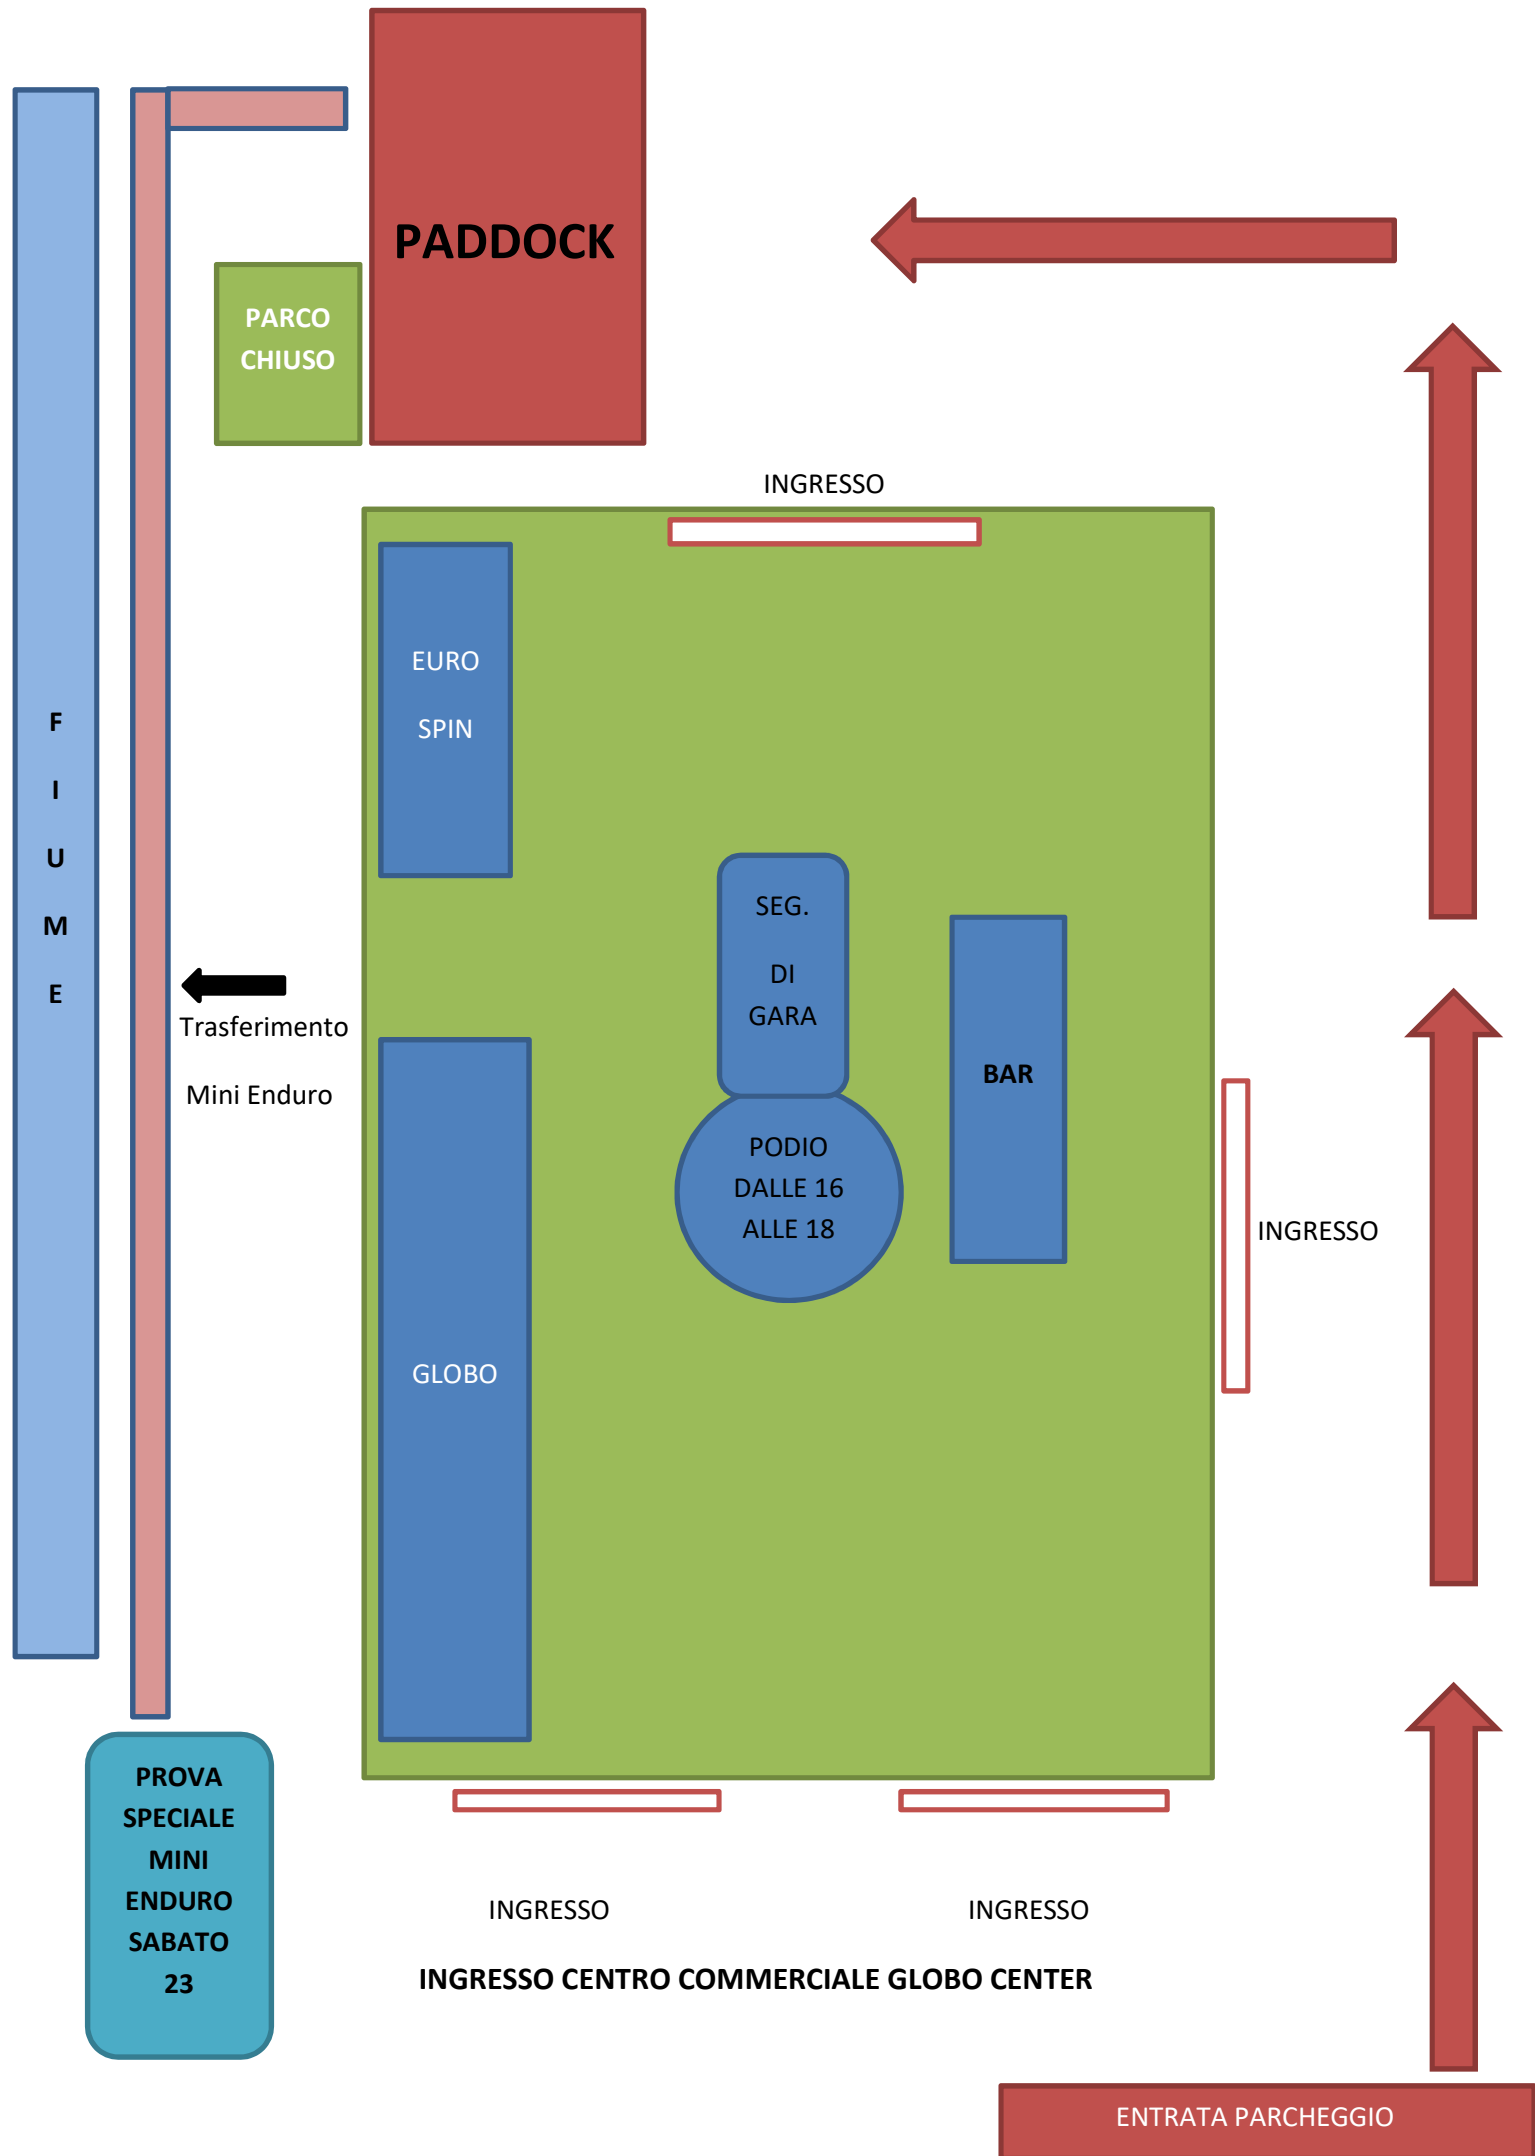 PADDOCK
PARCO
CHIUSO
INGRESSO
EURO
SPIN
F
I
U
M
E
SEG.
DI
GARA
BAR
Trasferimento
Mini Enduro
PODIO
DALLE 16
ALLE 18
INGRESSO
GLOBO
PROVA
SPECIALE
MINI
ENDURO
SABATO
23
INGRESSO
INGRESSO
INGRESSO CENTRO COMMERCIALE GLOBO CENTER
ENTRATA PARCHEGGIO